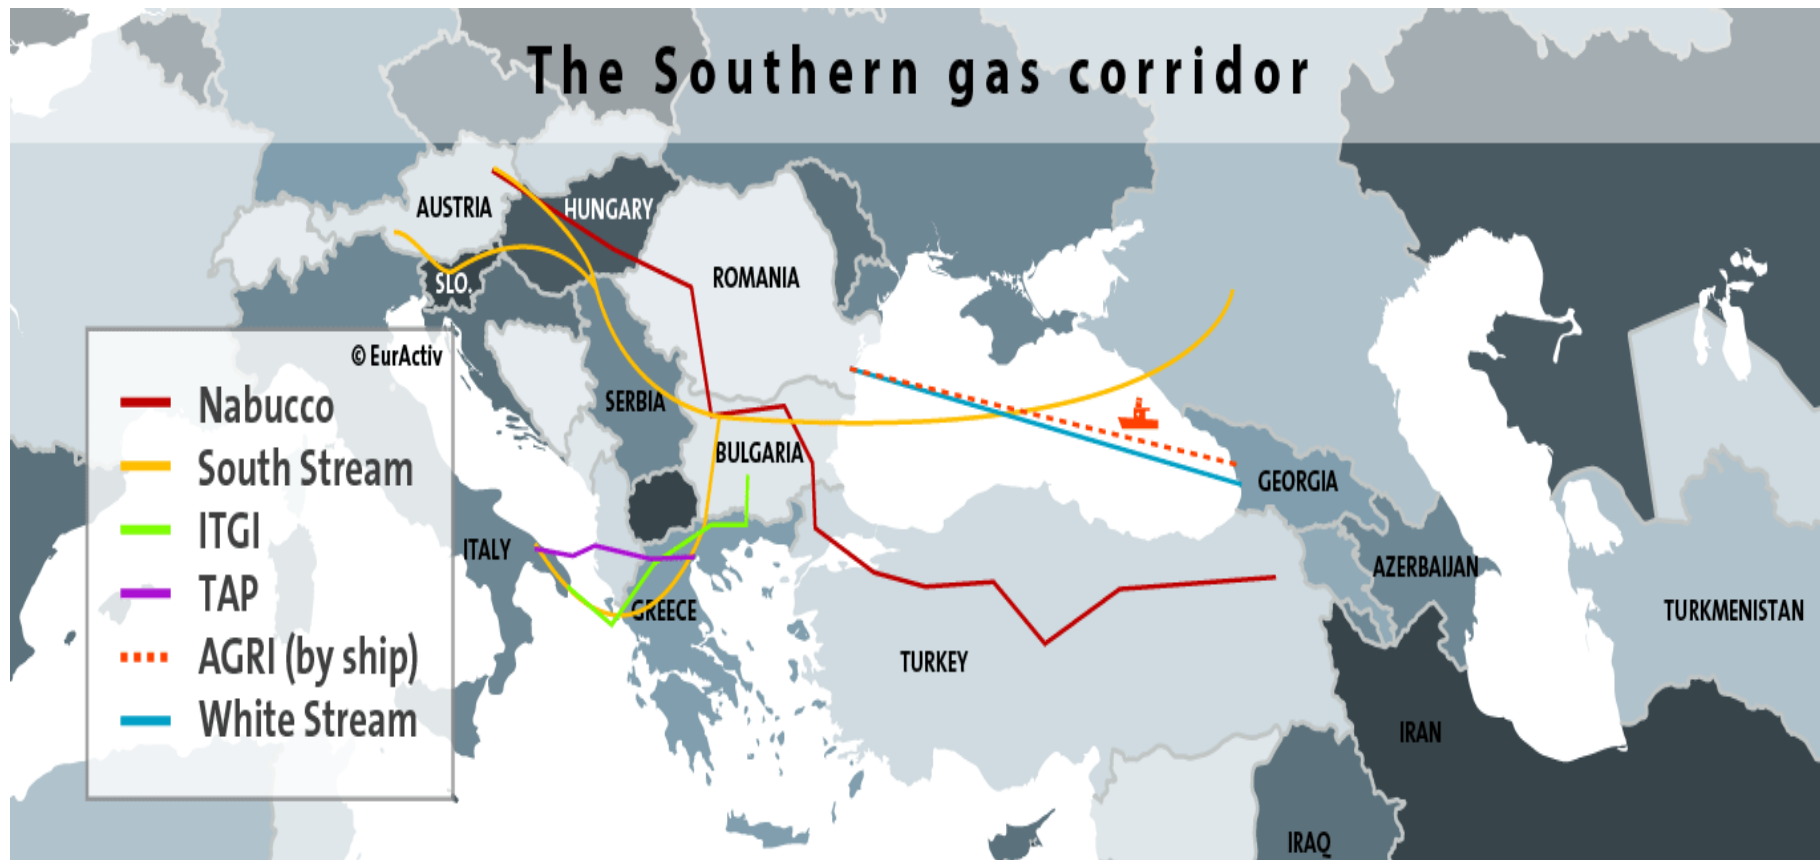 The Southern gas corridor
AUSTRIA
HUNGARY
SLO.
ROMANIA
© EurActiv
Nabucco
South Stream
ITGI
TAP
AGRI (by ship)
White Stream
SERBIA
BULGARIA
GEORGIA
ITALY
GREECE
AZERBAIJAN
TURKMENISTAN
TURKEY
IRAN
IRAQ